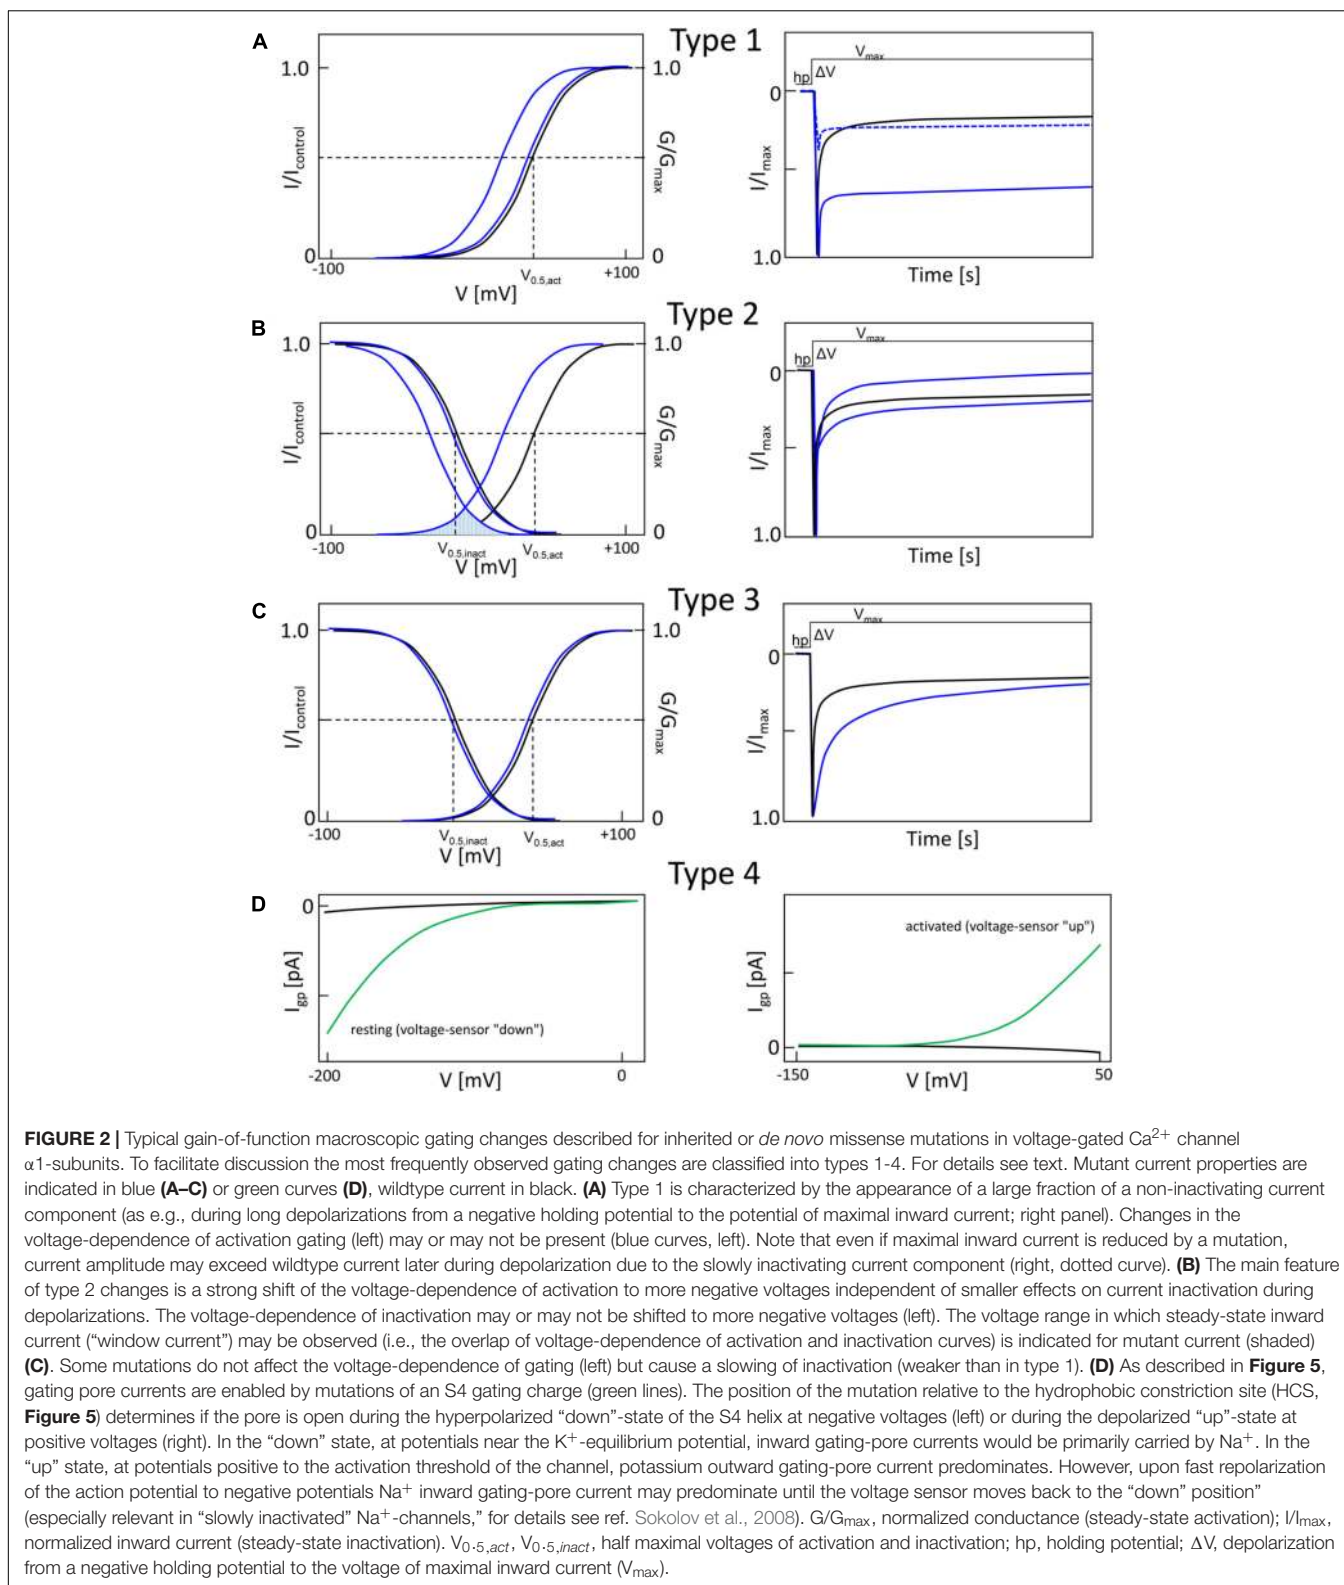 A
Type 1
1.0
1.0
I/Icontrol
G/Gmax
0
0
-100
V0.5,act
+100
V [mV]
hp
ΔV
Vmax
0
I/Imax
1.0
Time [s]
B
Type 2
1.0
1.0
I/Icontrol
G/Gmax
0
0
-100
V0.5,inact
V0.5,act
+100
V [mV]
hp
ΔV
Vmax
0
I/Imax
1.0
Time [s]
C
Type 3
1.0
1.0
I/Icontrol
G/Gmax
0
0
-100
V0.5,inact
V0.5,act
+100
V [mV]
hp
ΔV
Vmax
0
I/Imax
1.0
Time [s]
D
Type 4
0
Igp [pA]
resting (voltage-sensor "down")
-200
V [mV]
0
activated (voltage-sensor "up")
Igp [pA]
0
-150
V [mV]
50
FIGURE 2 | Typical gain-of-function macroscopic gating changes described for inherited or de novo missense mutations in voltage-gated Ca2+ channel
α1-subunits. To facilitate discussion the most frequently observed gating changes are classified into types 1-4. For details see text. Mutant current properties are
indicated in blue (A–C) or green curves (D), wildtype current in black. (A) Type 1 is characterized by the appearance of a large fraction of a non-inactivating current
component (as e.g., during long depolarizations from a negative holding potential to the potential of maximal inward current; right panel). Changes in the
voltage-dependence of activation gating (left) may or may not be present (blue curves, left). Note that even if maximal inward current is reduced by a mutation,
current amplitude may exceed wildtype current later during depolarization due to the slowly inactivating current component (right, dotted curve). (B) The main feature
of type 2 changes is a strong shift of the voltage-dependence of activation to more negative voltages independent of smaller effects on current inactivation during
depolarizations. The voltage-dependence of inactivation may or may not be shifted to more negative voltages (left). The voltage range in which steady-state inward
current (“window current”) may be observed (i.e., the overlap of voltage-dependence of activation and inactivation curves) is indicated for mutant current (shaded)
(C). Some mutations do not affect the voltage-dependence of gating (left) but cause a slowing of inactivation (weaker than in type 1). (D) As described in Figure 5,
gating pore currents are enabled by mutations of an S4 gating charge (green lines). The position of the mutation relative to the hydrophobic constriction site (HCS,
Figure 5) determines if the pore is open during the hyperpolarized “down”-state of the S4 helix at negative voltages (left) or during the depolarized “up”-state at
positive voltages (right). In the “down” state, at potentials near the K+-equilibrium potential, inward gating-pore currents would be primarily carried by Na+. In the
“up” state, at potentials positive to the activation threshold of the channel, potassium outward gating-pore current predominates. However, upon fast repolarization
of the action potential to negative potentials Na+ inward gating-pore current may predominate until the voltage sensor moves back to the “down” position”
(especially relevant in “slowly inactivated” Na+-channels,” for details see ref. Sokolov et al., 2008). G/Gmax, normalized conductance (steady-state activation); I/Imax,
normalized inward current (steady-state inactivation). V0.5,act, V0.5,inact, half maximal voltages of activation and inactivation; hp, holding potential; ΔV, depolarization
from a negative holding potential to the voltage of maximal inward current (Vmax).